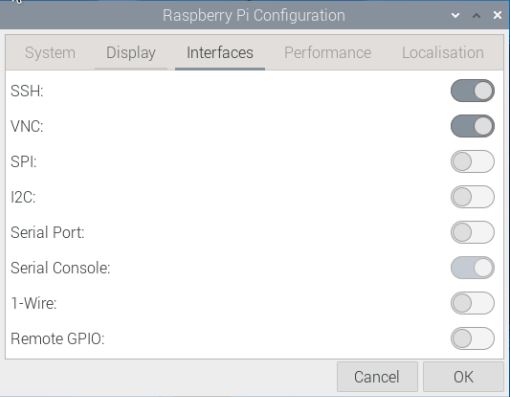 Raspberry Pi Configuration
System Display Interfaces Performance Localisation
SSH:
VNC:
SPI:
I2C:
Serial Port:
Serial Console:
1-Wire:
Remote GPIO:
Cancel OK